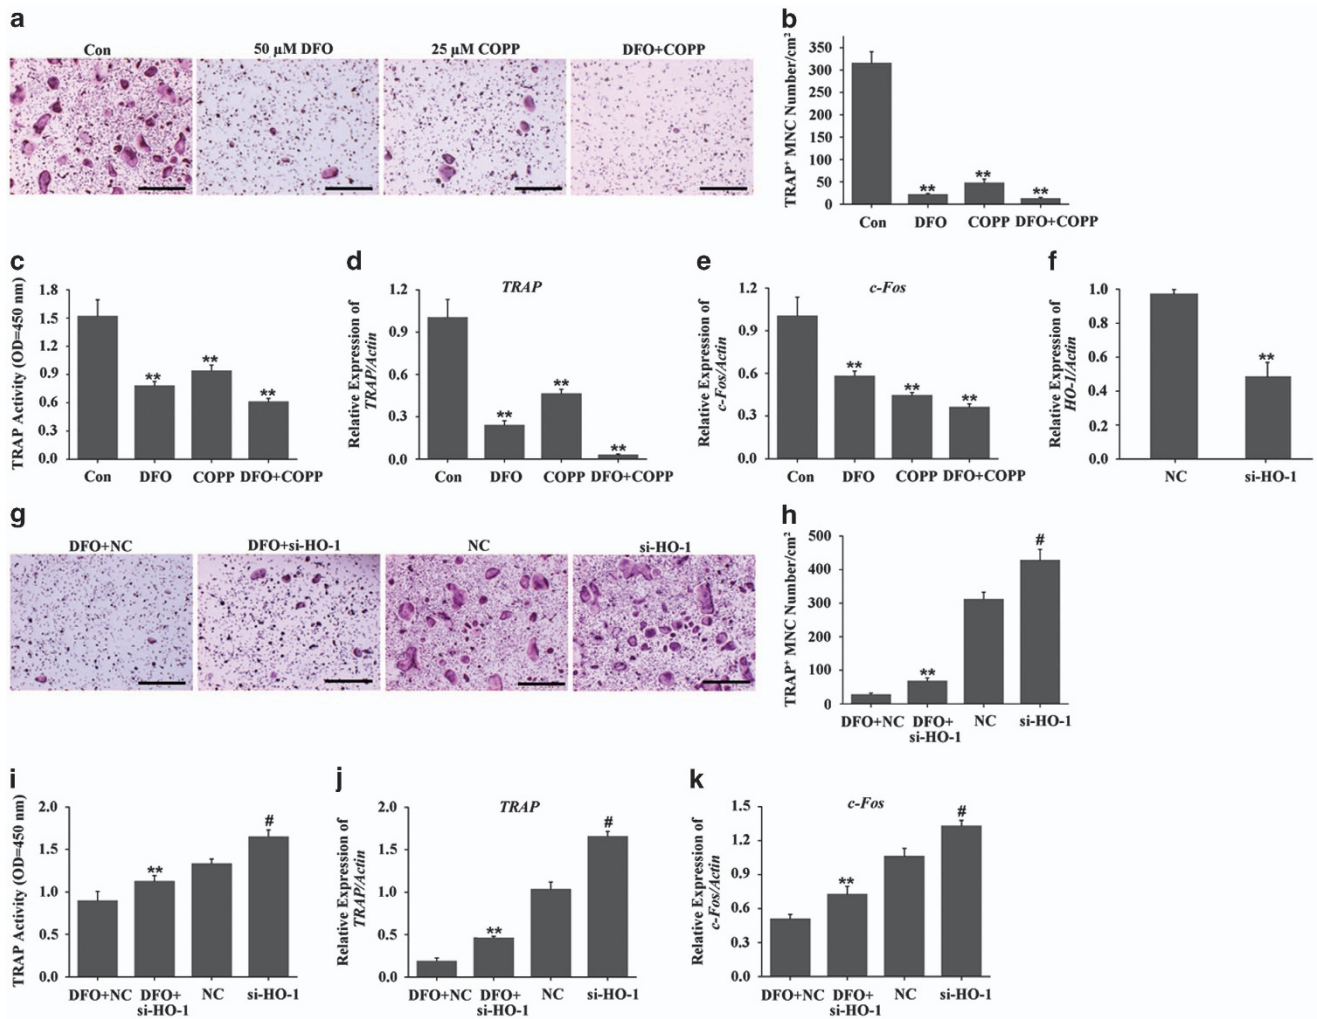 a
Con
50 µM DFO
25 µM COPP
DFO+COPP
b
TRAP⁺ MNC Number/cm²
350
300
250
200
150
100
50
0
**
**
**
Con
DFO
COPP
DFO+COPP
c
TRAP Activity (OD=450 nm)
1.8
1.5
1.2
0.9
0.6
0.3
0.0
**
**
**
Con
DFO
COPP
DFO+COPP
d
Relative Expression of
TRAP/Actin
TRAP
1.2
0.9
0.6
0.3
0.0
**
**
**
Con
DFO
COPP
DFO+COPP
e
Relative Expression of
c-Fos/Actin
c-Fos
1.2
0.9
0.6
0.3
0.0
**
**
**
Con
DFO
COPP
DFO+COPP
f
Relative Expression of
HO-1/Actin
1.0
0.8
0.6
0.4
0.2
0.0
**
NC
si-HO-1
g
DFO+NC
DFO+si-HO-1
NC
si-HO-1
h
TRAP⁺ MNC Number/cm²
500
400
300
200
100
0
**
#
DFO+NC
DFO+
si-HO-1
NC
si-HO-1
i
TRAP Activity (OD=450 nm)
2.0
1.5
1.0
0.5
0.0
**
#
DFO+NC
DFO+
si-HO-1
NC
si-HO-1
j
Relative Expression of
TRAP/Actin
TRAP
2.0
1.5
1.0
0.5
0.0
**
#
DFO+NC
DFO+
si-HO-1
NC
si-HO-1
k
Relative Expression of
c-Fos/Actin
c-Fos
1.5
1.2
0.9
0.6
0.3
0.0
**
#
DFO+NC
DFO+
si-HO-1
NC
si-HO-1